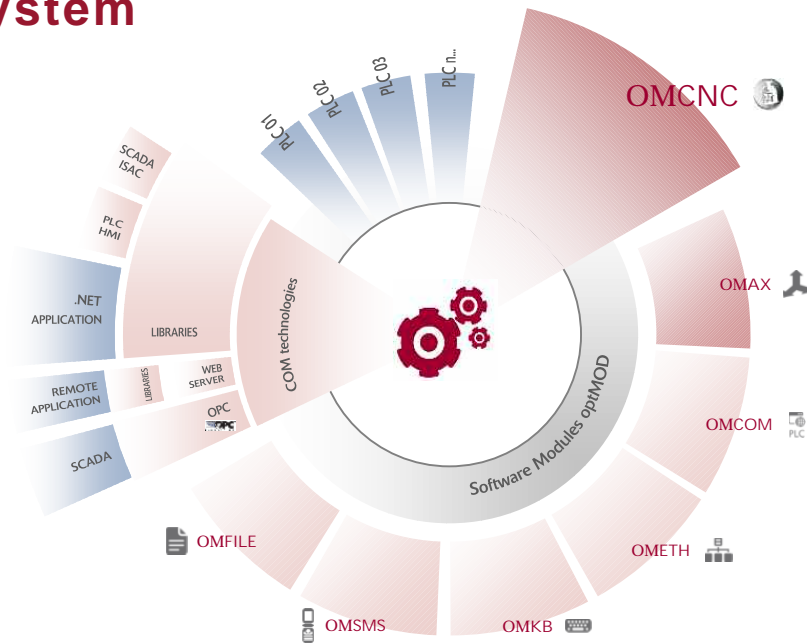 ystem
PLC 01
PLC 02
PLC 03
PLC n...
OMCNC
SCADA
ISAC
PLC
HMI
.NET
APPLICATION
LIBRARIES
COM technologies
OMAX
REMOTE
APPLICATION
LIBRARIES
WEB
SERVER
OPC
SCADA
Software Modules optMOD
OMCOM
PLC
OMFILE
OMETH
OMSMS
OMKB